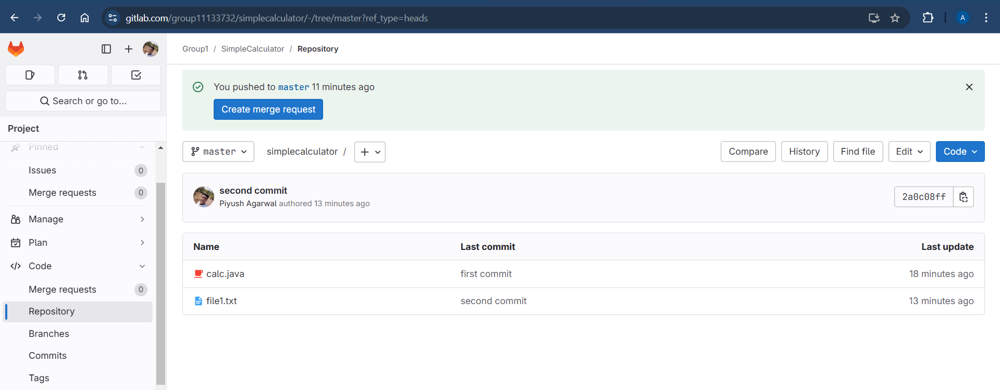 gitlab.com/group11133732/simplecalculator/-/tree/master?ref_type=heads
A
Group1 / SimpleCalculator / Repository
Search or go to...
Project
Pinned
Issues 0
Merge requests 0
Manage
Plan
Code
Merge requests 0
Repository
Branches
Commits
Tags
You pushed to master 11 minutes ago
Create merge request
master simplecalculator / Compare History Find file Edit Code
second commit
Piyush Agarwal authored 13 minutes ago
2a0c08ff
Name Last commit Last update
calc.java first commit 18 minutes ago
file1.txt second commit 13 minutes ago